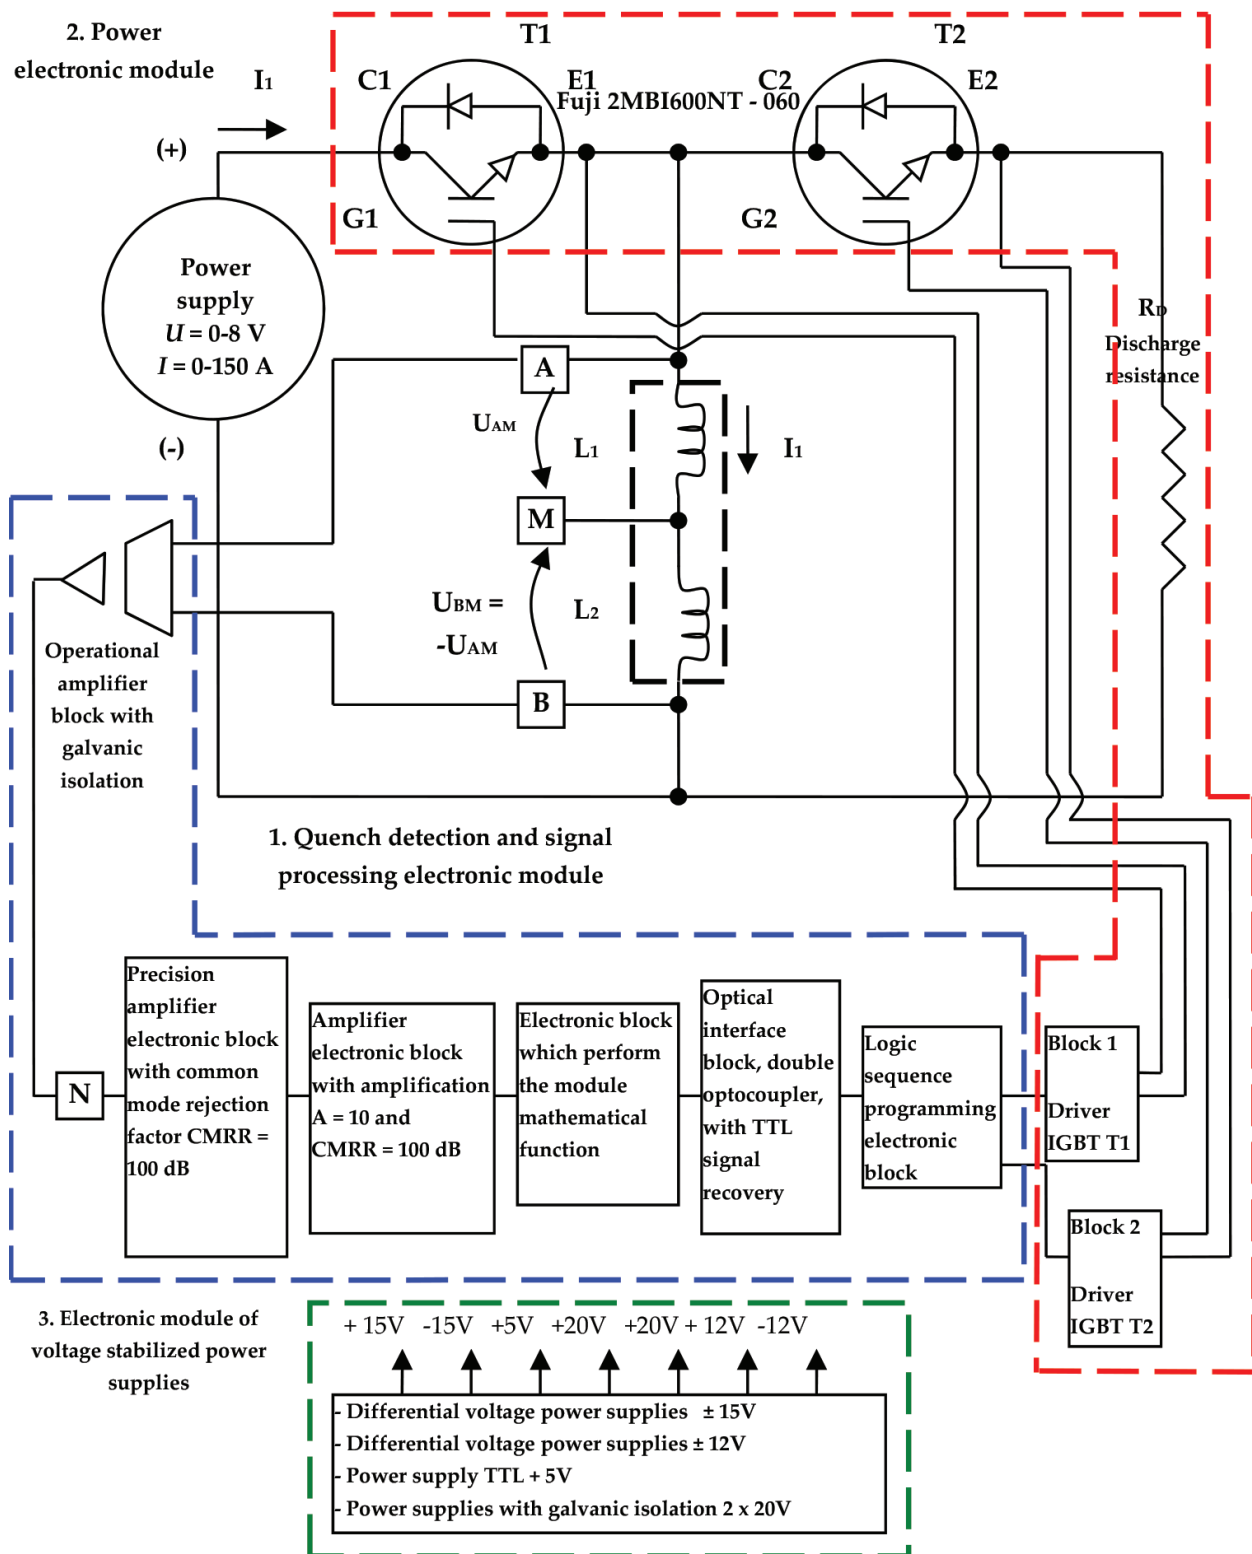 2. Power
electronic module
T1
T2
I1
C1
E1
C2
E2
Fuji 2MBI600NT - 060
(+)
G1
G2
Power
supply
U = 0-8 V
I = 0-150 A
(-)
RD
Discharge
resistance
A
UAM
L1
I1
M
UBM =
-UAM
L2
B
Operational
amplifier
block with
galvanic
isolation
1. Quench detection and signal
processing electronic module
N
Precision
amplifier
electronic block
with common
mode rejection
factor CMRR =
100 dB
Amplifier
electronic block
with amplification
A = 10 and
CMRR = 100 dB
Electronic block
which perform
the module
mathematical
function
Optical
interface
block, double
optocoupler,
with TTL
signal
recovery
Logic
sequence
programming
electronic
block
Block 1
Driver
IGBT T1
Block 2
Driver
IGBT T2
3. Electronic module of
voltage stabilized power
supplies
+ 15V -15V +5V +20V +20V + 12V -12V
- Differential voltage power supplies ± 15V
- Differential voltage power supplies ± 12V
- Power supply TTL + 5V
- Power supplies with galvanic isolation 2 x 20V